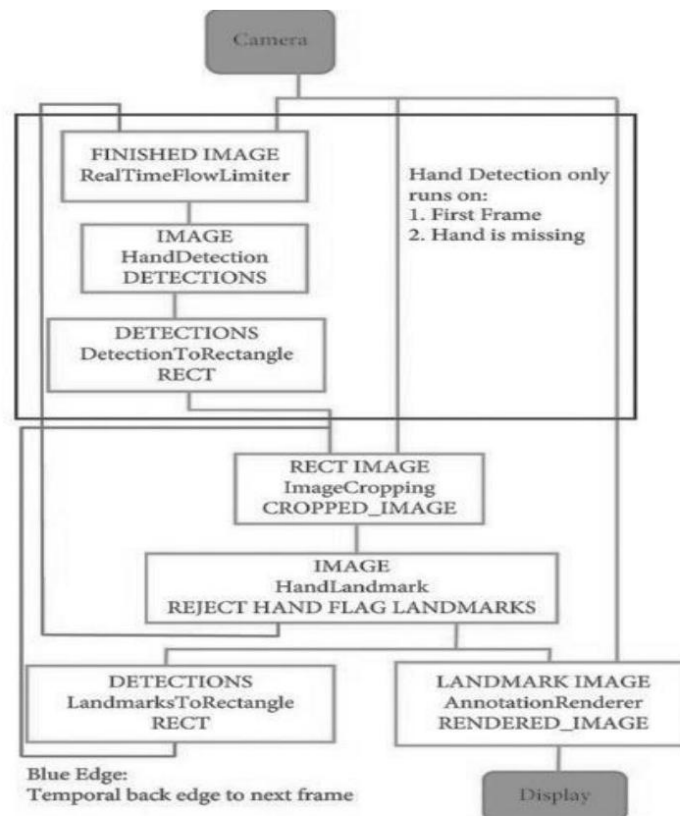 Camera
FINISHED IMAGE
RealTimeFlowLimiter
Hand Detection only
runs on:
1. First Frame
2. Hand is missing
IMAGE
HandDetection
DETECTIONS
DETECTIONS
DetectionToRectangle
RECT
RECT IMAGE
ImageCropping
CROPPED_IMAGE
IMAGE
HandLandmark
REJECT HAND FLAG LANDMARKS
DETECTIONS
LandmarksToRectangle
RECT
LANDMARK IMAGE
AnnotationRenderer
RENDERED_IMAGE
Blue Edge:
Temporal back edge to next frame
Display